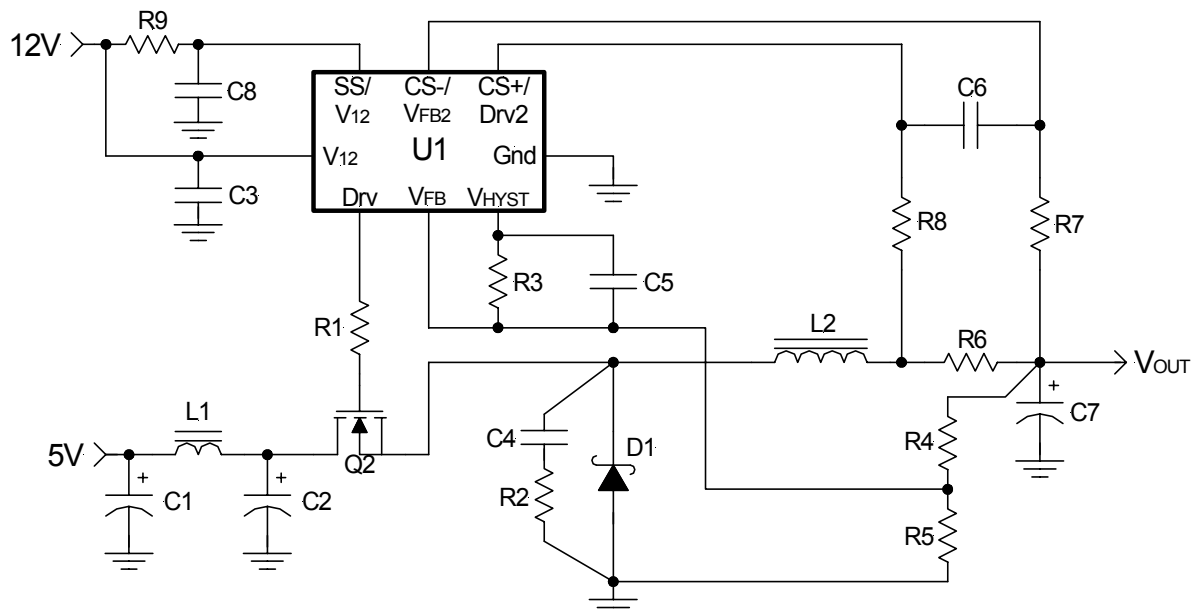 12V
R9
C8
C3
SS/
V12
CS-/
VFB2
CS+/
Drv2
U1
V12
Gnd
Drv
VFB
VHYST
C6
R8
R7
R3
C5
R1
L2
R6
VOUT
+
C7
L1
5V
+
C1
+
C2
Q2
C4
D1
R2
R4
R5